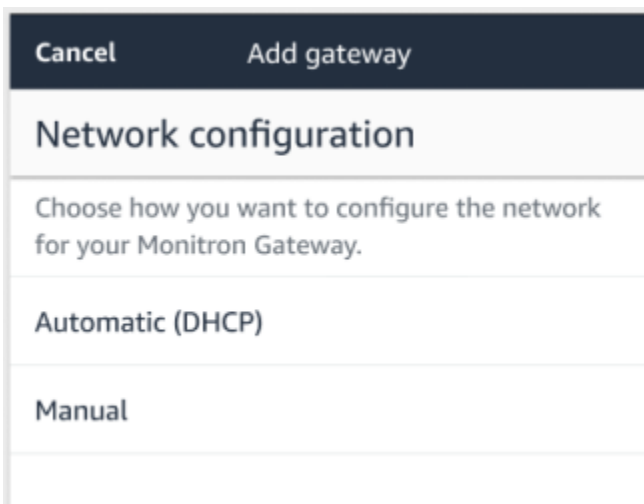 Cancel Add gateway
Network configuration
Choose how you want to configure the network
for your Monitron Gateway.
Automatic (DHCP)
Manual